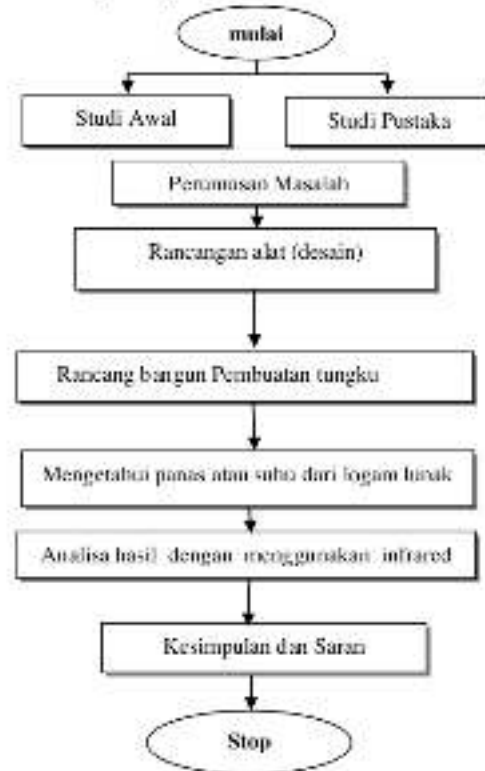 mulai
Studi Awal
Studi Pustaka
Perumusan Masalah
Rancangan alat (desain)
Rancang bangun Pembuatan tungku
Mengetahui panas atau suhu dari logam lunak
Analisa hasil dengan menggunakan infrared
Kesimpulan dan Saran
Stop